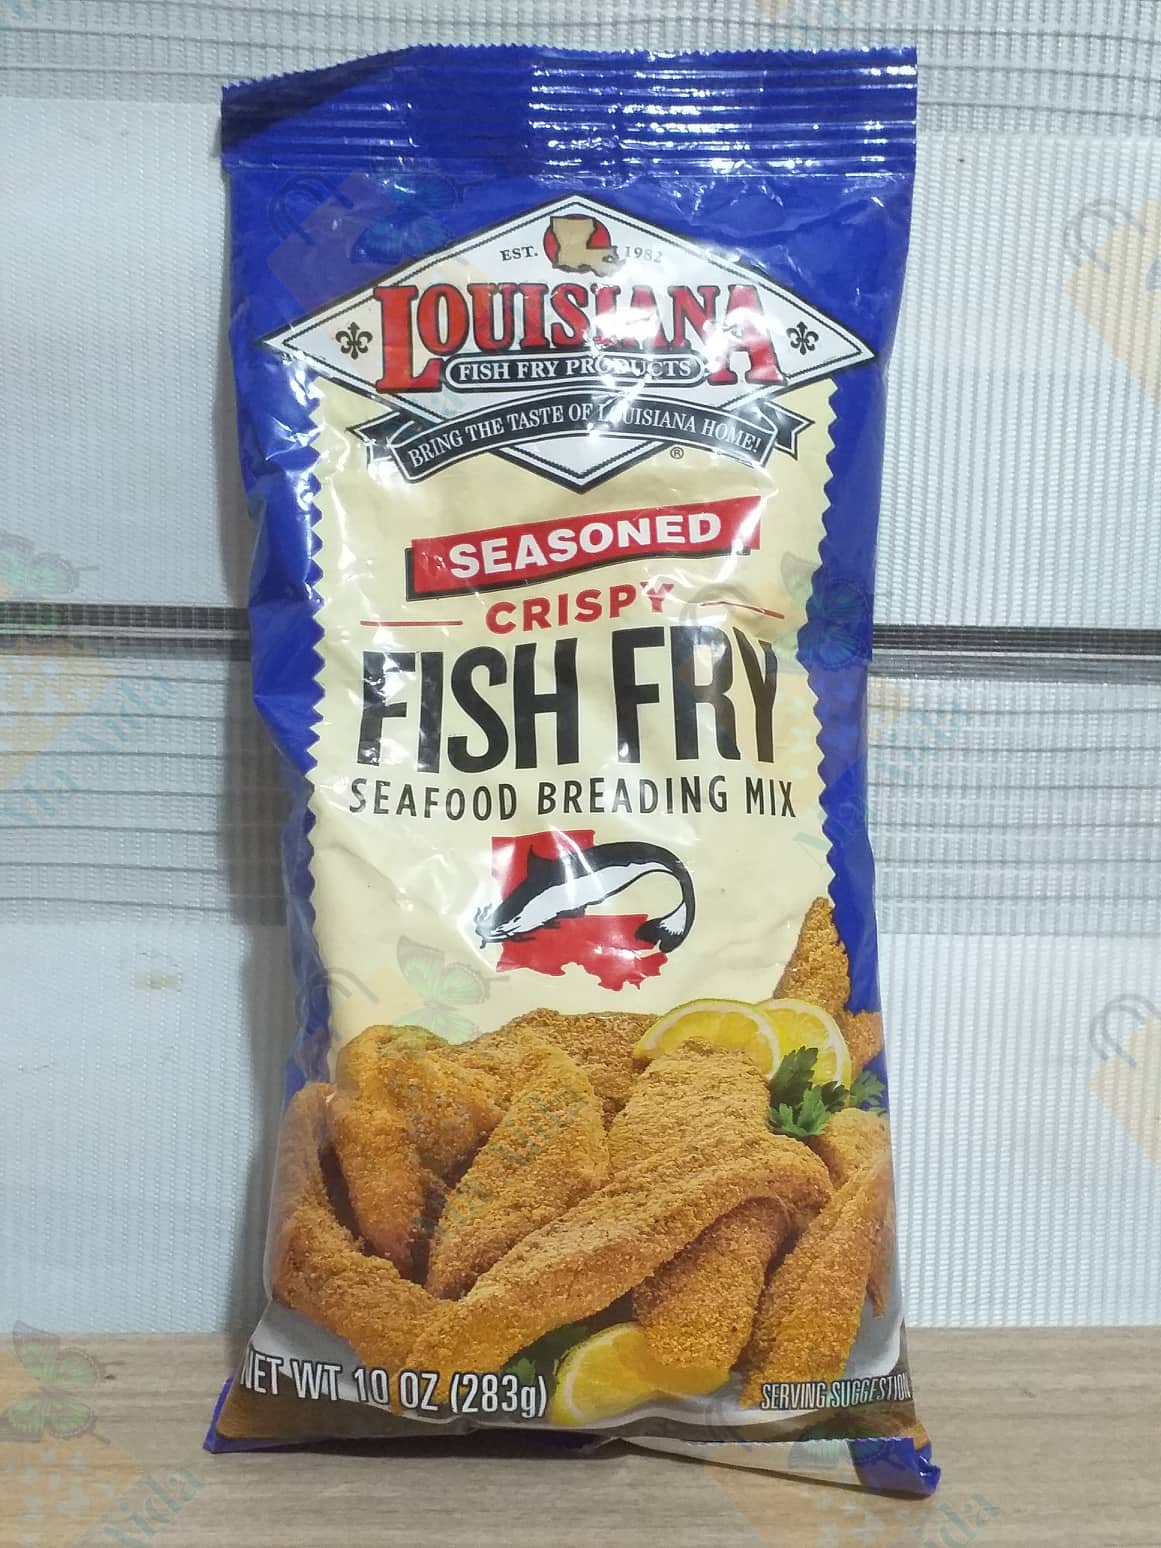 EST. 1982
LOUISIANA
FISH FRY PRODUCTS
BRING THE TASTE OF LOUISIANA HOME!
®
SEASONED
CRISPY
FISH FRY
SEAFOOD BREADING MIX
NET WT 10 OZ (283g)
SERVING SUGGESTION